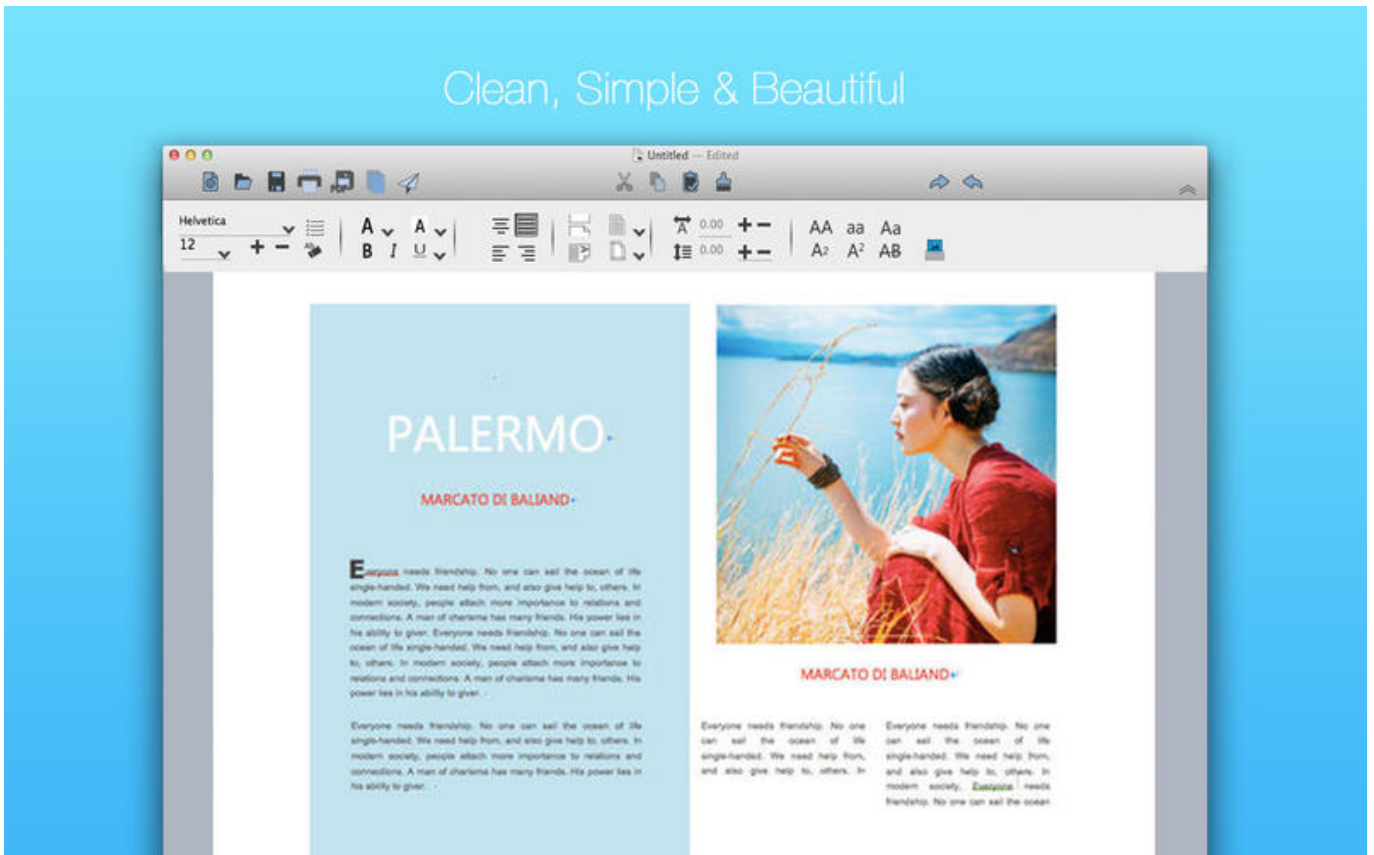 Clean, Simple & Beautiful
Untitled — Edited
PDF
Helvetica
12
A A
B I U
0.00
0.00
AA aa Aa
A2 A² AB
PALERMO
MARCATO DI BALIAND
Everyone needs friendship. No one can sail the ocean of life
single-handed. We need help from, and also give help to, others. In
modern society, people attach more importance to relations and
connections. A man of charisma has many friends. His power lies in
his ability to giver. Everyone needs friendship. No one can sail the
ocean of life single-handed. We need help from, and also give help
to, others. In modern society, people attach more importance to
relations and connections. A man of charisma has many friends. His
power lies in his ability to giver.
Everyone needs friendship. No one can sail the ocean of life
single-handed. We need help from, and also give help to, others. In
modern society, people attach more importance to relations and
connections. A man of charisma has many friends. His power lies in
his ability to giver.
MARCATO DI BALIAND
Everyone needs friendship. No one
can sail the ocean of life
single-handed. We need help from,
and also give help to, others. In
Everyone needs friendship. No one
can sail the ocean of life
single-handed. We need help from,
and also give help to, others. In
modern society, Everyone needs
friendship. No one can sail the ocean